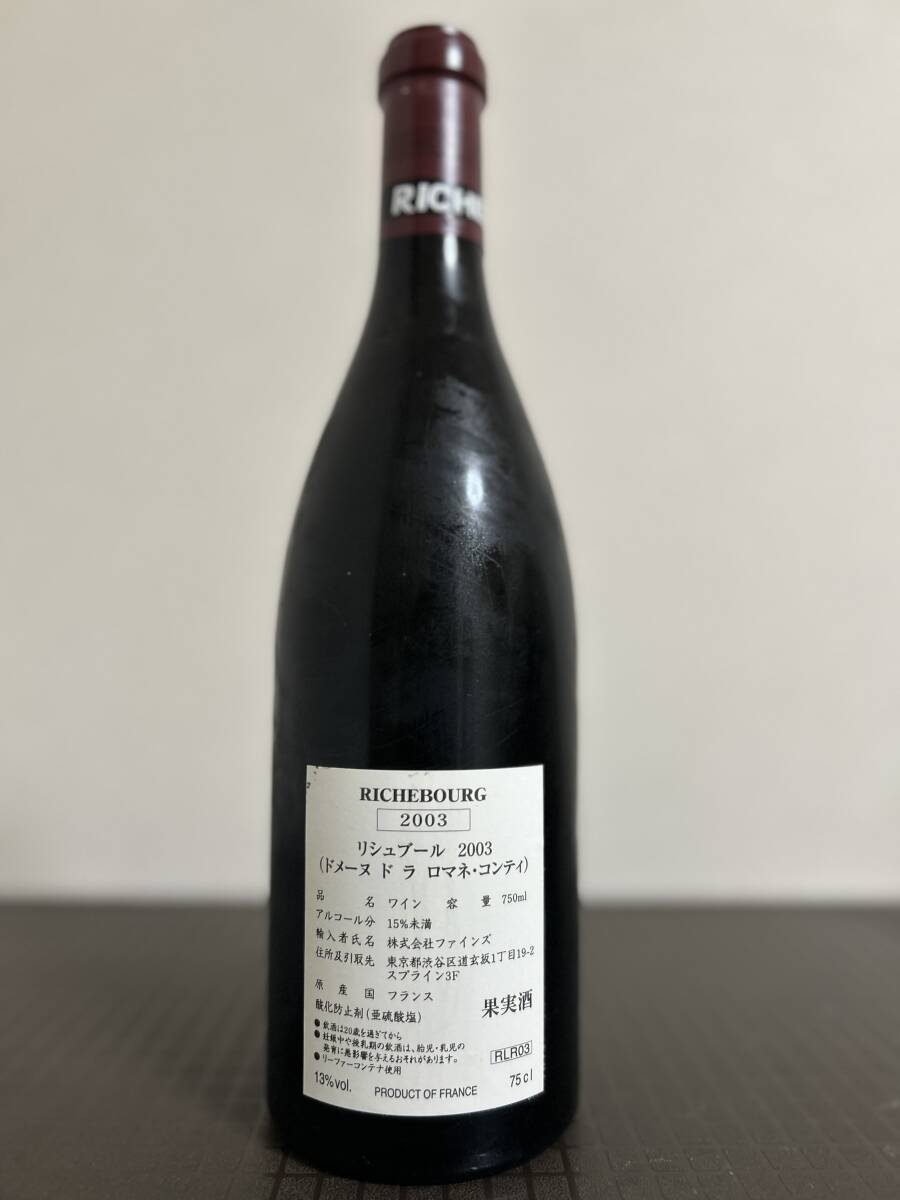 RICHE
RICHEBOURG
2003
リシュブール 2003
(ドメーヌ ド ラ ロマネ・コンティ)
品 名 ワイン 容 量 750ml
アルコール分 15%未満
輸入者氏名 株式会社ファインズ
住所及引取先 東京都渋谷区道玄坂1丁目19-2
スプライン3F
原 産 国 フランス
酸化防止剤(亜硫酸塩) 果実酒
●飲酒は20歳を過ぎてから
●妊娠中や授乳期の飲酒は、胎児・乳児の
発育に悪影響を与えるおそれがあります。
●リーファーコンテナ使用 RLR03
13%vol. PRODUCT OF FRANCE 75cl